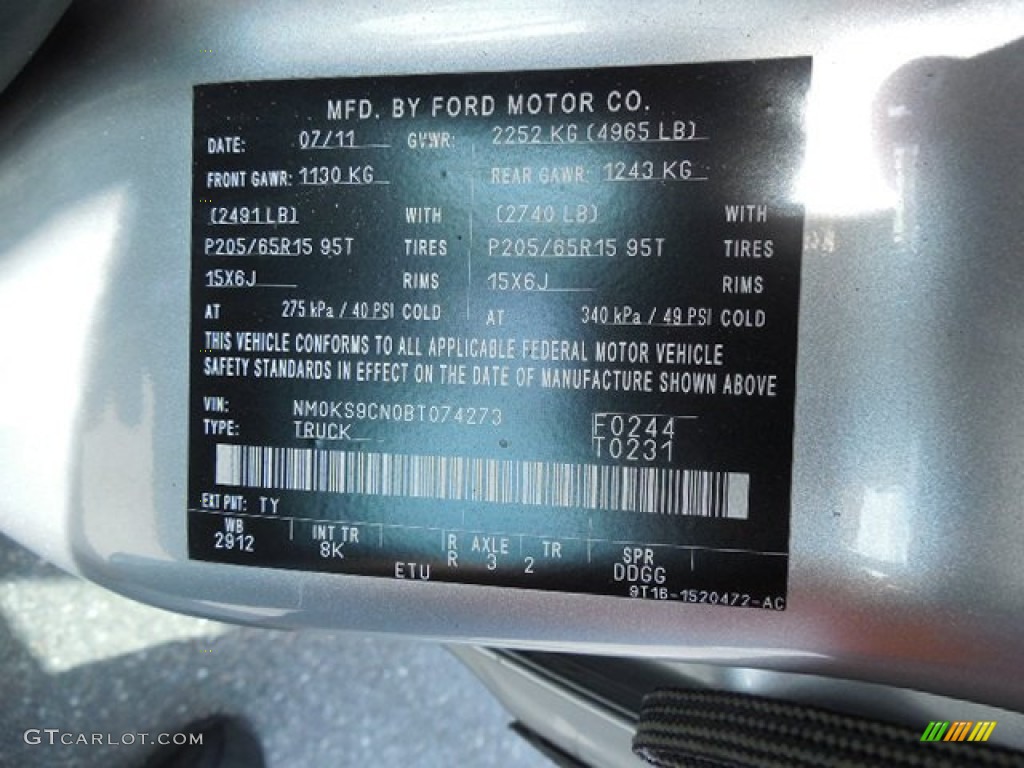 MFD. BY FORD MOTOR CO.
DATE: 07/11 GVWR: 2252 KG (4965 LB)
FRONT GAWR: 1130 KG REAR GAWR: 1243 KG
(2491 LB) WITH (2740 LB) WITH
P205/65R15 95T TIRES P205/65R15 95T TIRES
15X6J RIMS 15X6J RIMS
AT 275 kPa / 40 PSI COLD AT 340 kPa / 49 PSI COLD
THIS VEHICLE CONFORMS TO ALL APPLICABLE FEDERAL MOTOR VEHICLE
SAFETY STANDARDS IN EFFECT ON THE DATE OF MANUFACTURE SHOWN ABOVE
VIN: NM0KS9CN0BT074273 F0244
TYPE: TRUCK T0231
EXT PNT: TY
WB INT TR R AXLE TR SPR
2912 8K R 3 2 DDGG
ETU
9T16-1520472-AC
GTCARLOT.COM